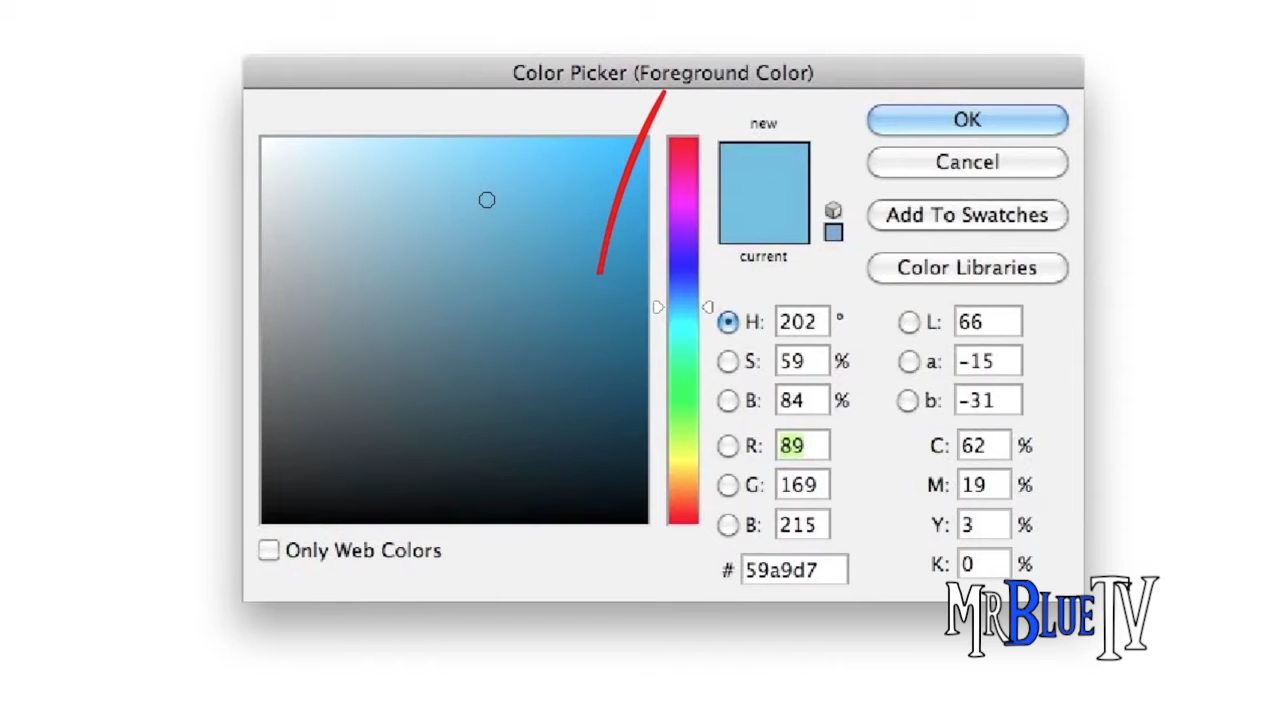 Color Picker (Foreground Color)
new
current
OK
Cancel
Add To Swatches
Color Libraries
H: 202 °
S: 59 %
B: 84 %
R: 89
G: 169
B: 215
# 59a9d7
L: 66
a: -15
b: -31
C: 62 %
M: 19 %
Y: 3 %
K: 0 %
Only Web Colors
MrBlueTV